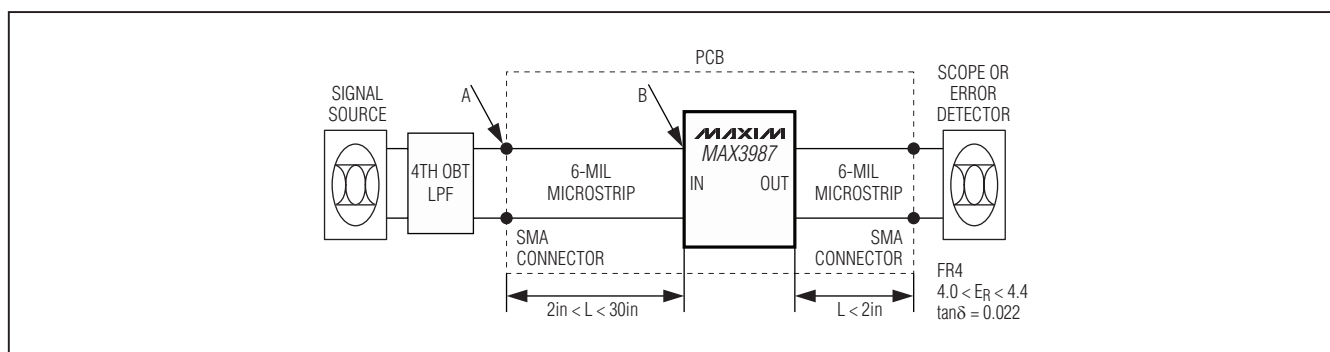 PCB
SIGNAL
SOURCE
A
B
SCOPE OR
ERROR
DETECTOR
4TH OBT
LPF
6-MIL
MICROSTRIP
MAXIM
MAX3987
IN
OUT
6-MIL
MICROSTRIP
SMA
CONNECTOR
SMA
CONNECTOR
2in < L < 30in
L < 2in
FR4
4.0 < ER < 4.4
tanδ = 0.022